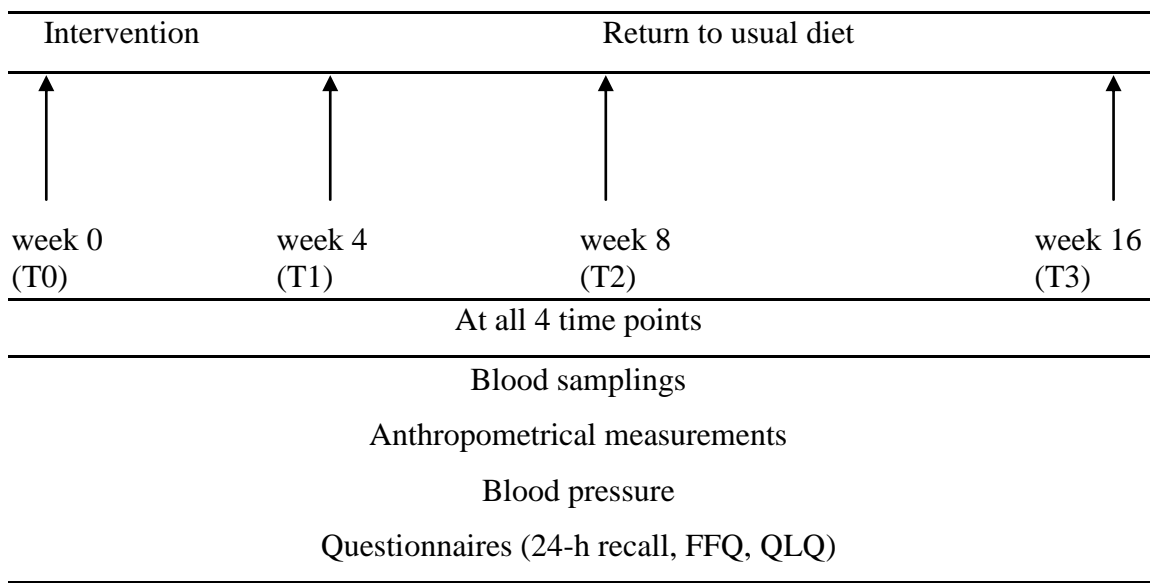 Intervention Return to usual diet
week 0 week 4 week 8 week 16
(T0) (T1) (T2) (T3)
At all 4 time points
Blood samplings
Anthropometrical measurements
Blood pressure
Questionnaires (24-h recall, FFQ, QLQ)